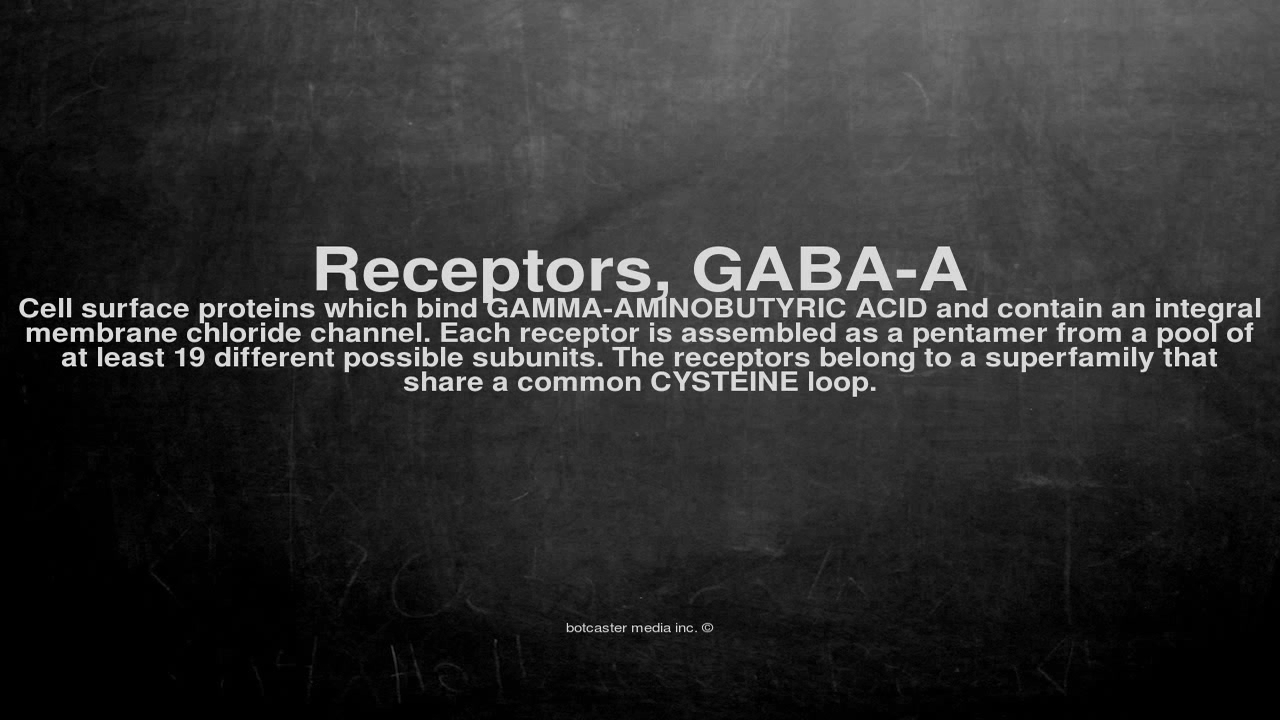 Receptors, GABA-A
Cell surface proteins which bind GAMMA-AMINOBUTYRIC ACID and contain an integral
membrane chloride channel. Each receptor is assembled as a pentamer from a pool of
at least 19 different possible subunits. The receptors belong to a superfamily that
share a common CYSTEINE loop.
botcaster media inc. ©